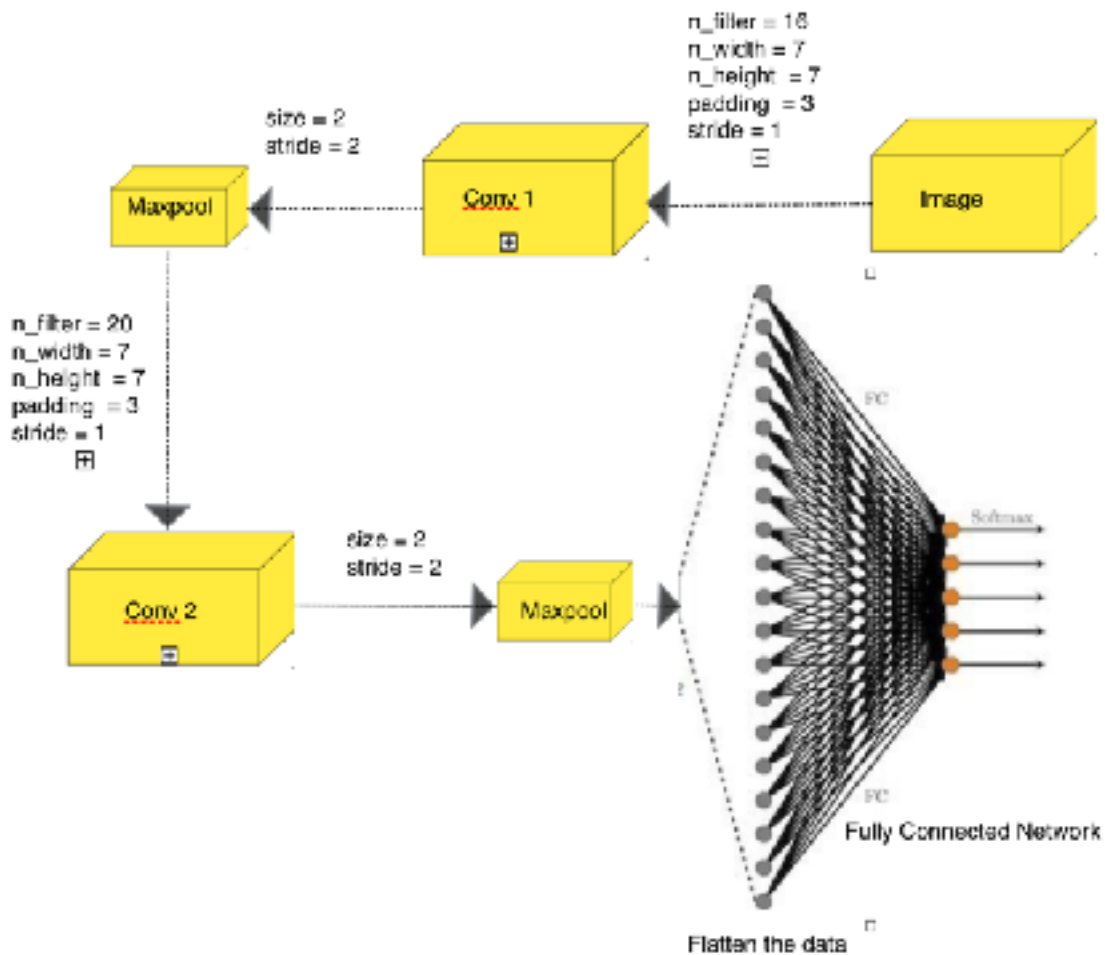 n_filter = 16
n_width = 7
n_height = 7
padding = 3
stride = 1
size = 2
stride = 2
Maxpool
Conv 1
Image
n_filter = 20
n_width = 7
n_height = 7
padding = 3
stride = 1
FC
Softmax
size = 2
stride = 2
Conv 2
Maxpool
FC
Fully Connected Network
Flatten the data